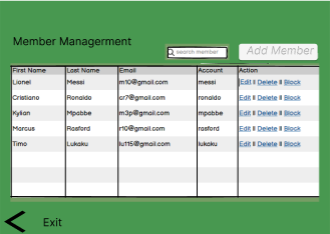 Member Managerment
search member
Add Member
First Name Last Name Email Account Action
Lionel Messi m10@gmail.com messi Edit || Delete || Block
Cristiano Ronaldo cr7@gmail.com ronaldo Edit || Delete || Block
Kylian Mpabbe m3p@gmail.com mpabbe Edit || Delete || Block
Marcus Rasford r10@gmail.com rasford Edit || Delete || Block
Timo Lukaku lu115@gmail.com lukaku Edit || Delete || Block
Exit